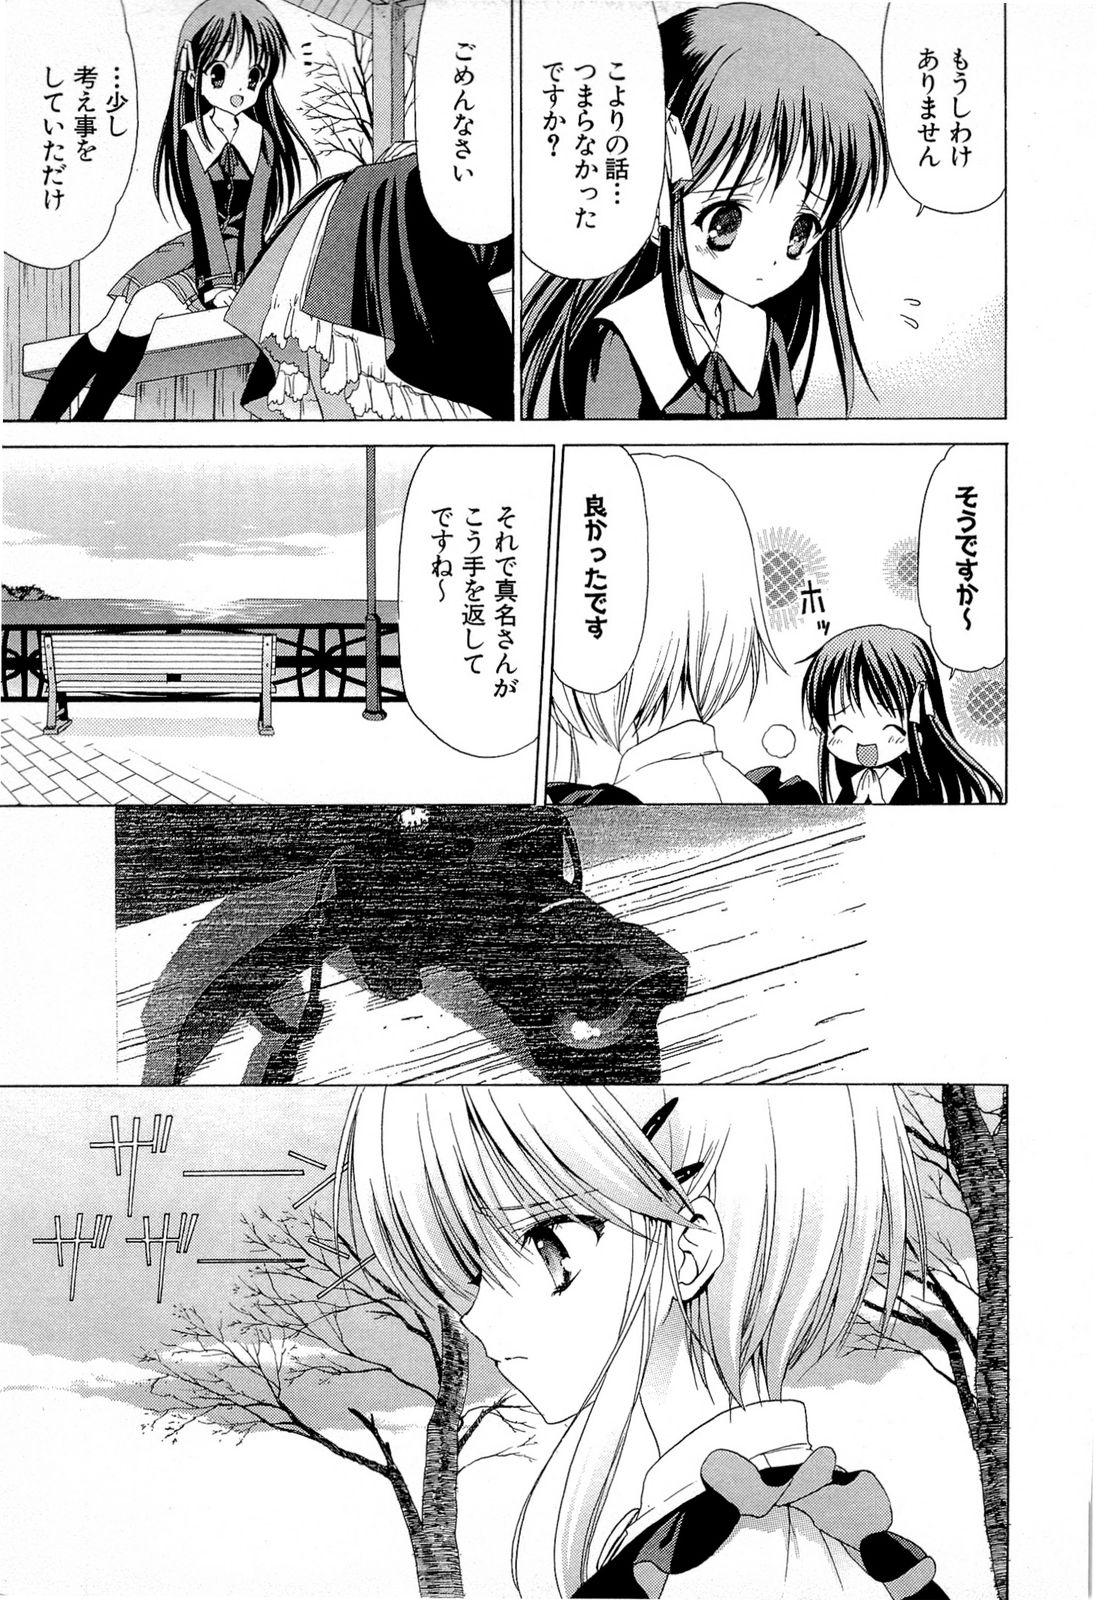 もうしわけ
ありません
こよりの話…
つまらなかった
ですか?
ごめんなさい
…少し
考え事を
していただけ
そうですか～
ホッ
良かったです
それで真名さんが
こう手を返して
ですね～
ザ――
ザザ――